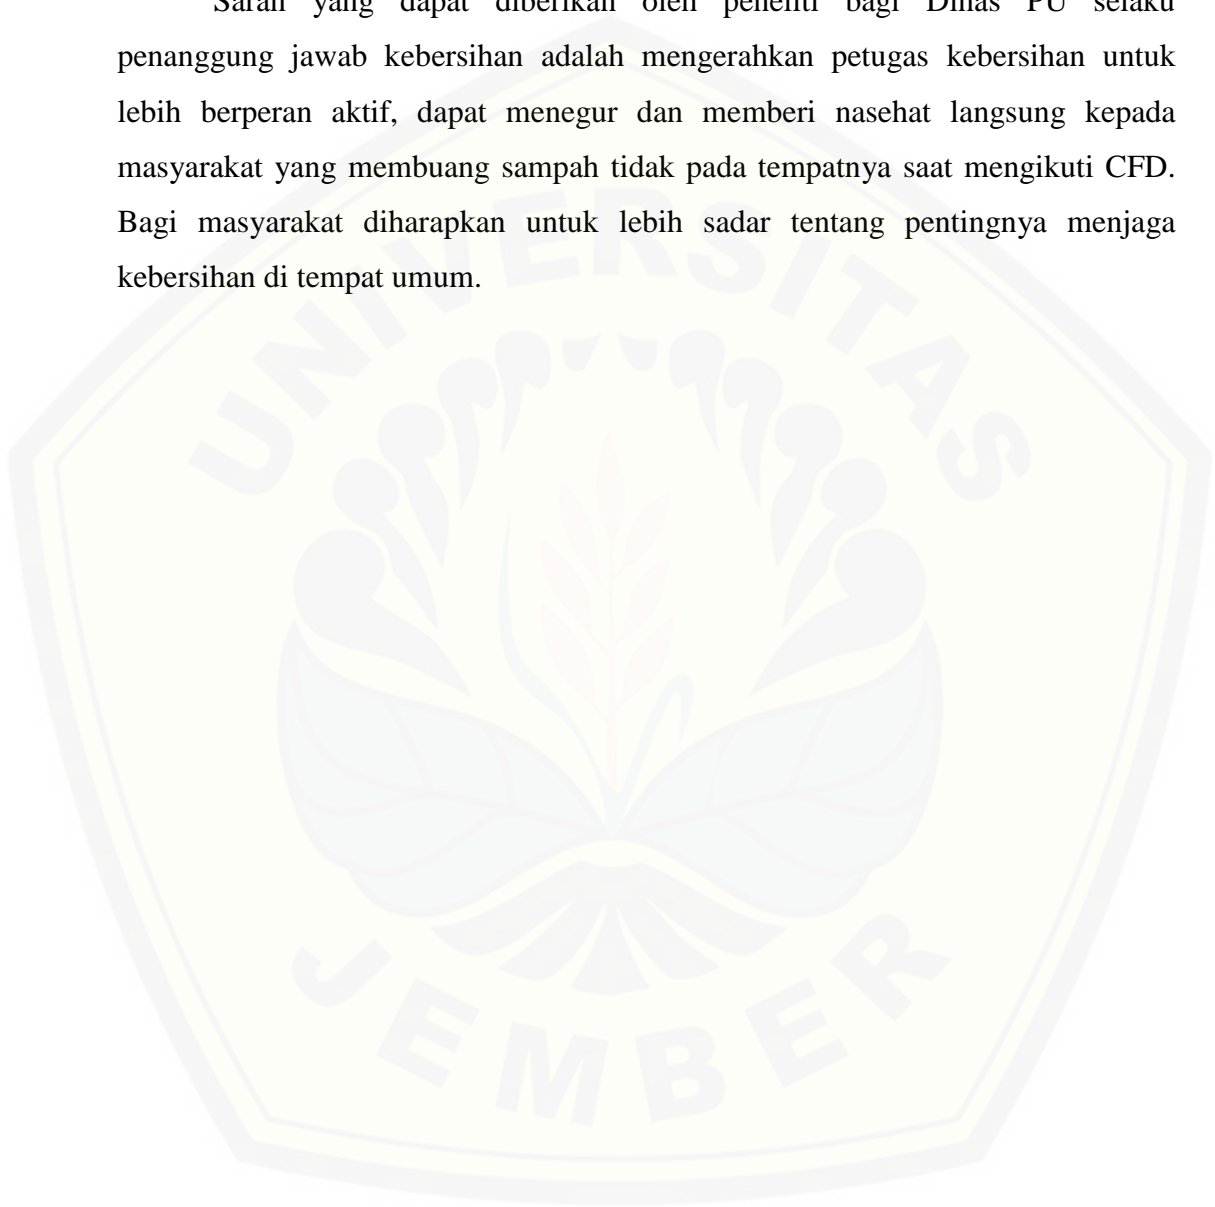 Saran yang dapat diberikan oleh peneliti bagi Dinas PU selaku
penanggung jawab kebersihan adalah mengerahkan petugas kebersihan untuk
lebih berperan aktif, dapat menegur dan memberi nasehat langsung kepada
masyarakat yang membuang sampah tidak pada tempatnya saat mengikuti CFD.
Bagi masyarakat diharapkan untuk lebih sadar tentang pentingnya menjaga
kebersihan di tempat umum.
UNIVERSITAS
JEMBER